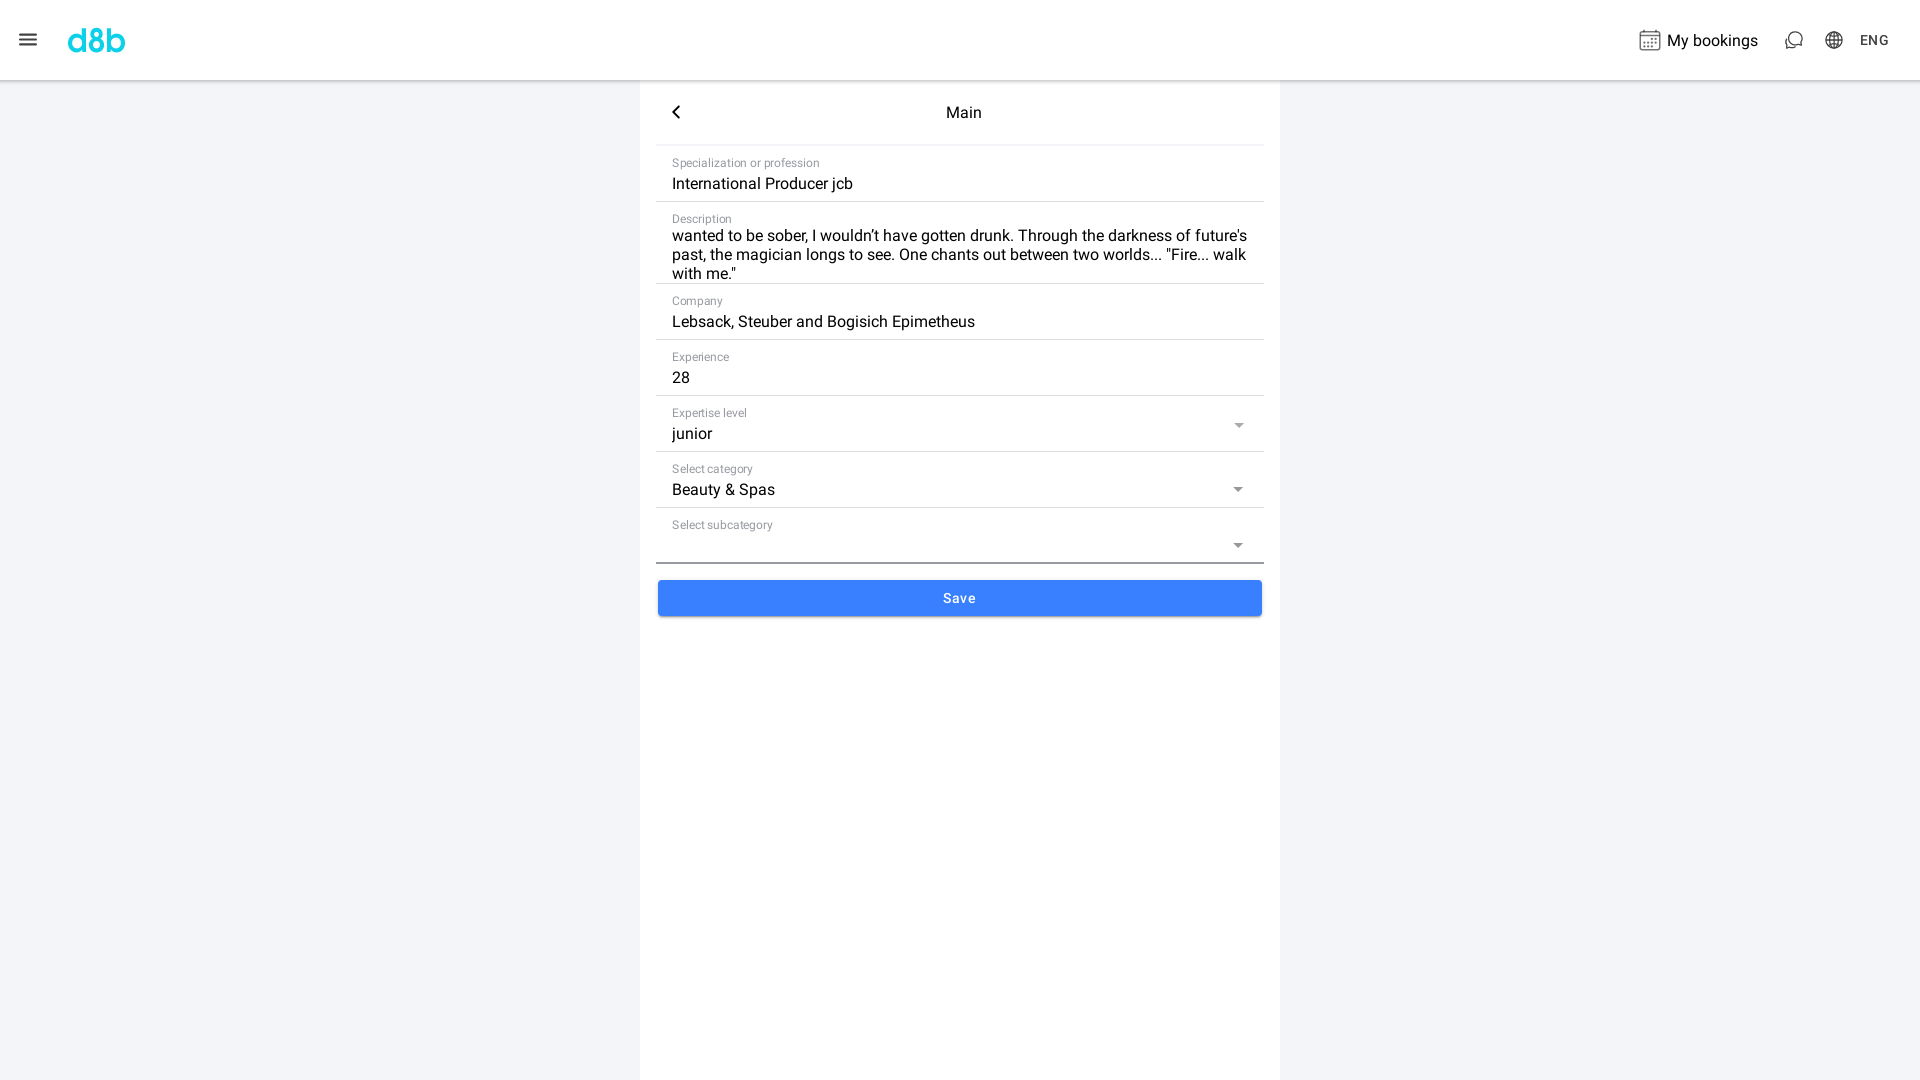 d8b
My bookings
ENG
Main
Specialization or profession
International Producer jcb
Description
wanted to be sober, I wouldn’t have gotten drunk. Through the darkness of future's
past, the magician longs to see. One chants out between two worlds... "Fire... walk
with me."
Company
Lebsack, Steuber and Bogisich Epimetheus
Experience
28
Expertise level
junior
Select category
Beauty & Spas
Select subcategory
Save